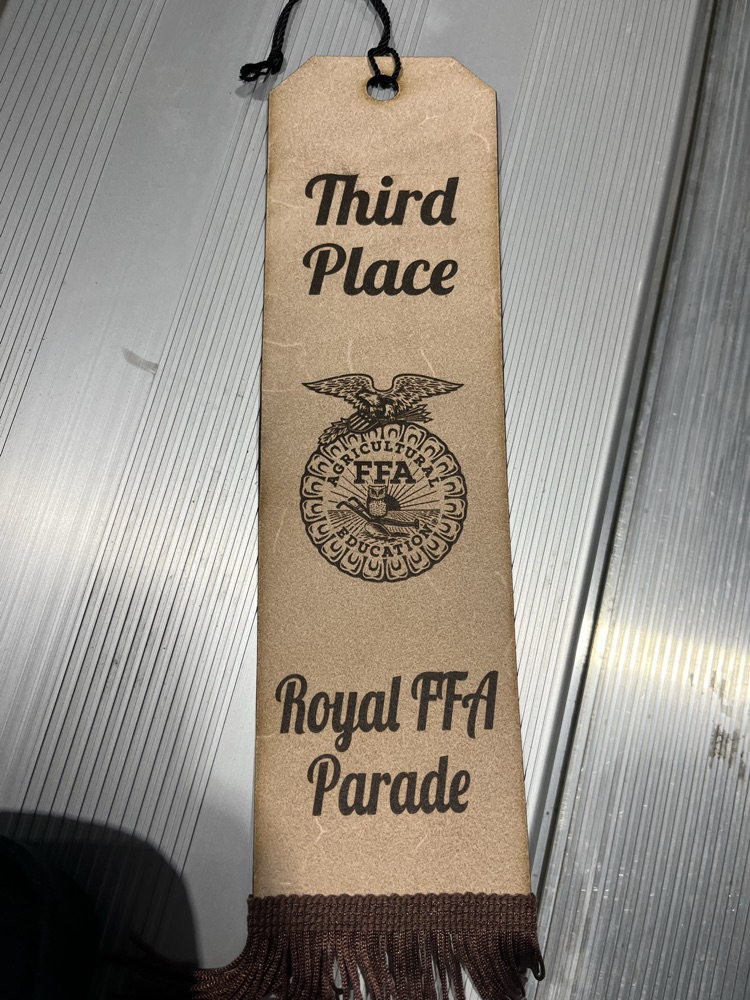 Third
Place
AGRICULTURAL
FFA
EDUCATION
Royal FFA
Parade